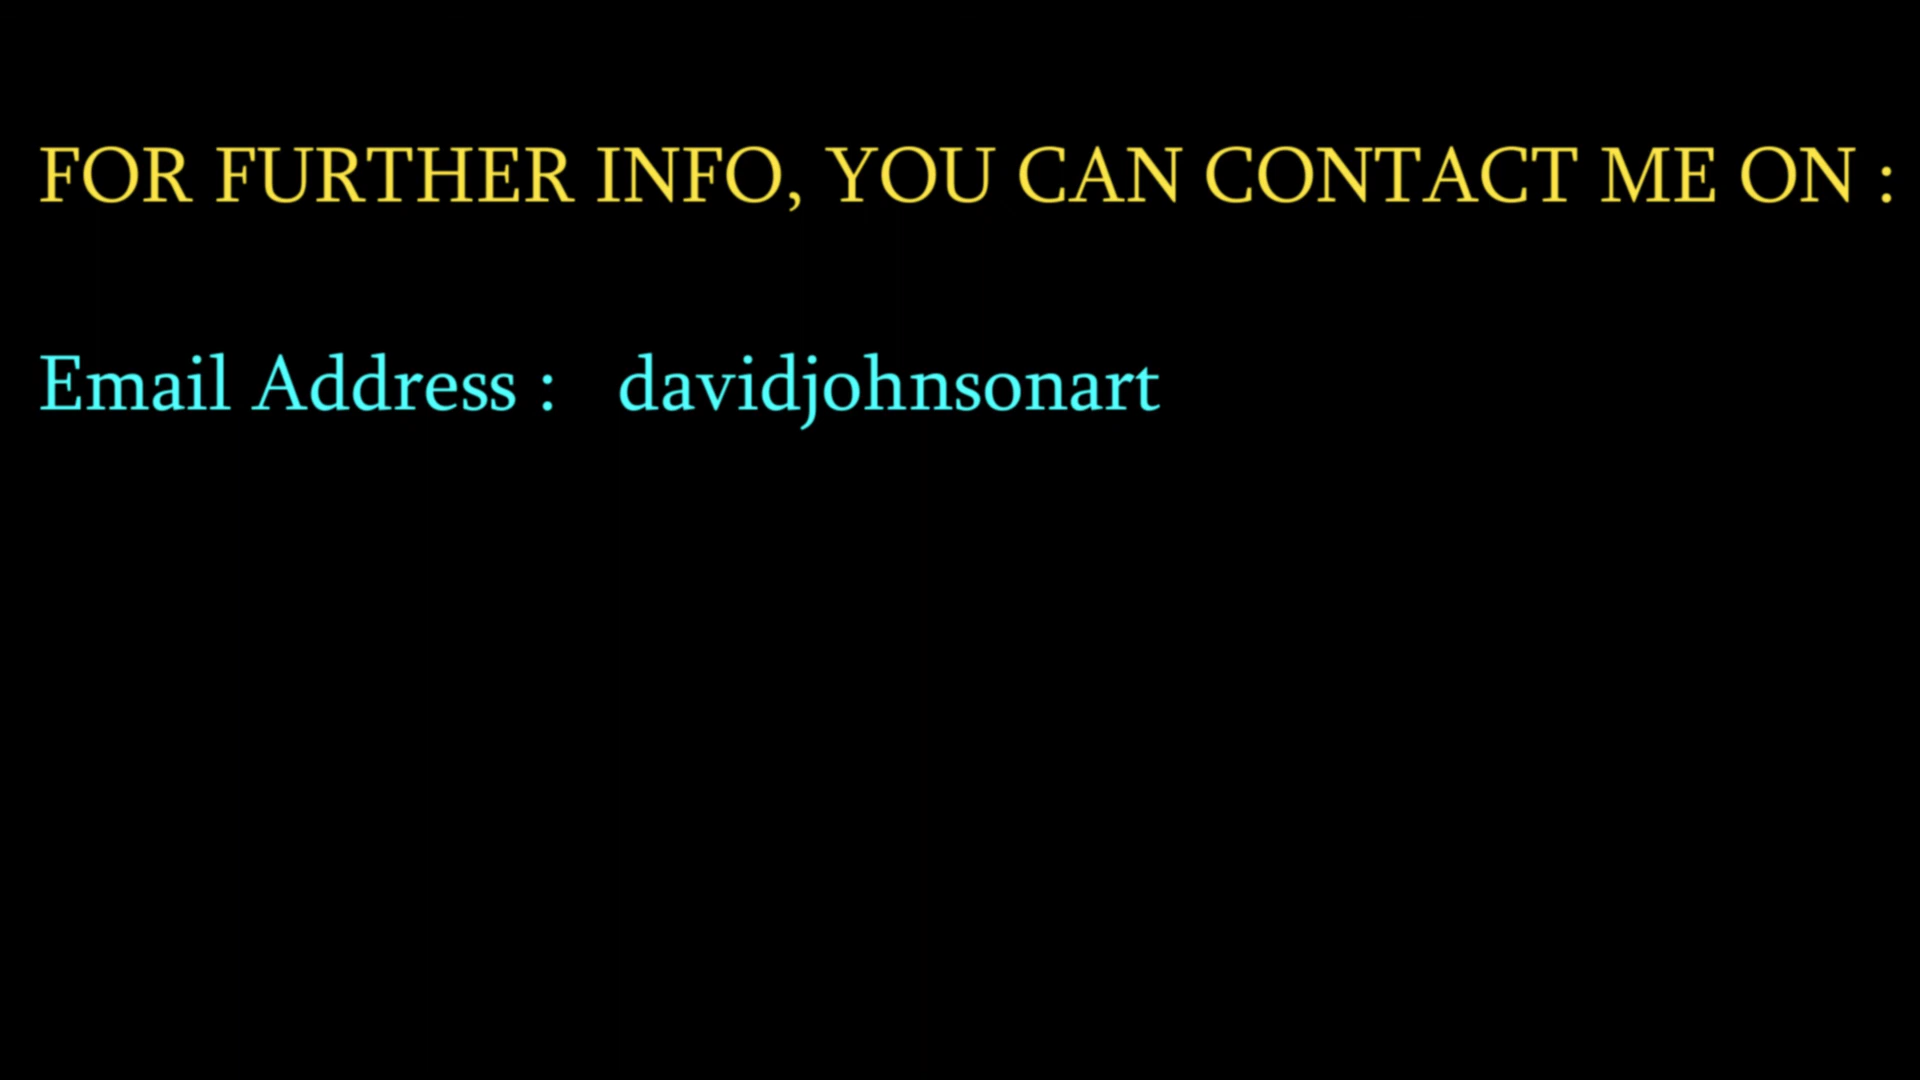 FOR FURTHER INFO, YOU CAN CONTACT ME ON :
Email Address : davidjohnsonart